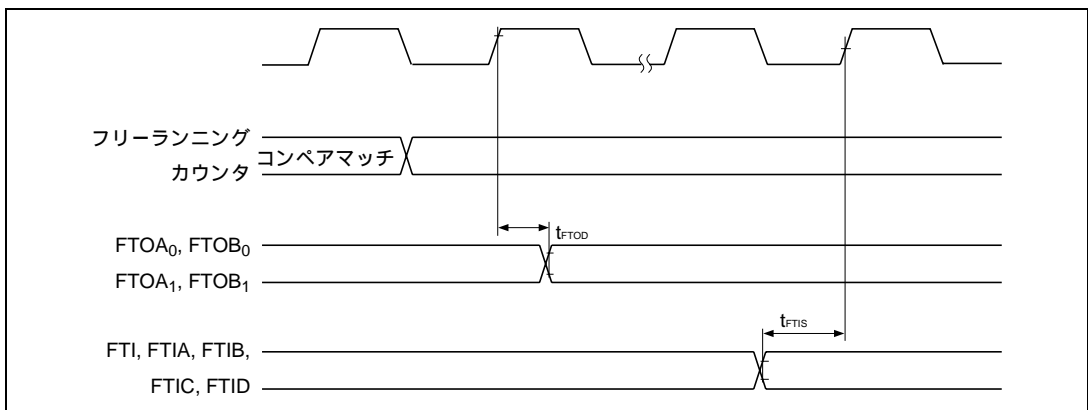 フリーランニング
コンペアマッチ
カウンタ
tFTOD
FTOA0, FTOB0
FTOA1, FTOB1
tFTIS
FTI, FTIA, FTIB,
FTIC, FTID